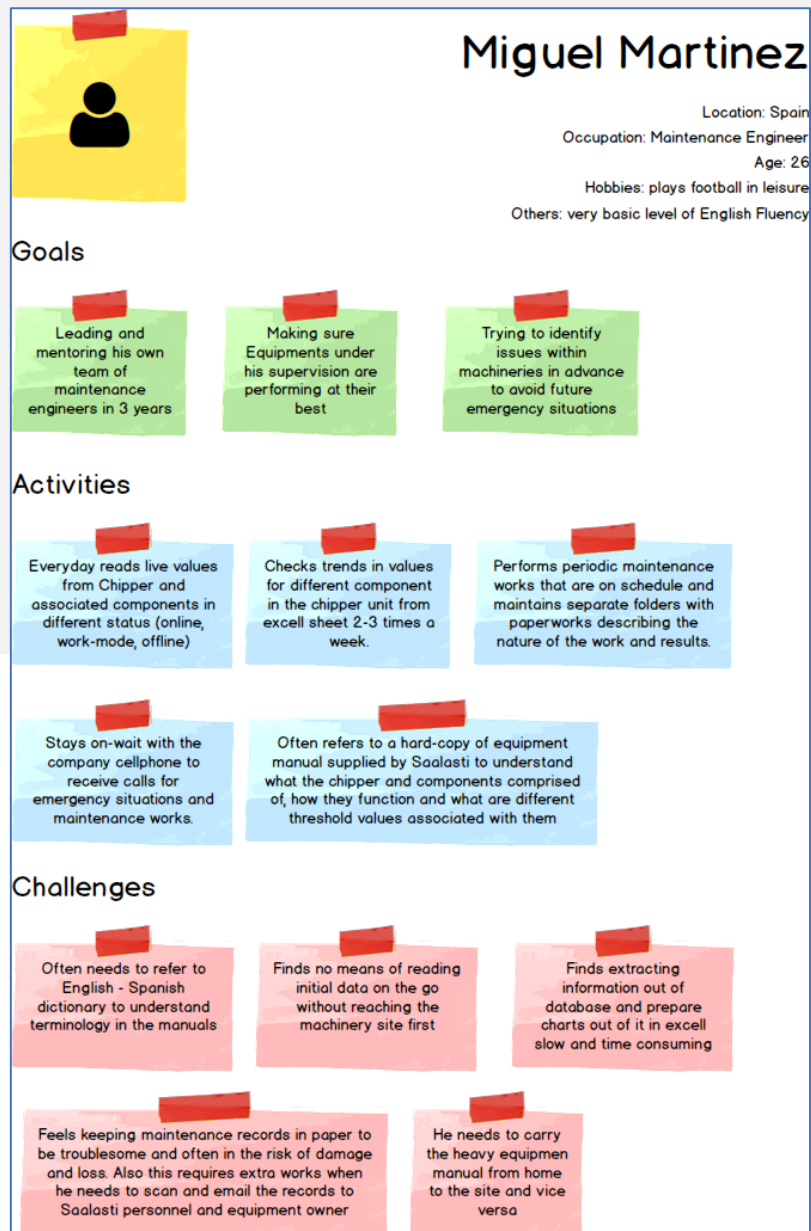 Miguel Martinez
Location: Spain
Occupation: Maintenance Engineer
Age: 26
Hobbies: plays football in leisure
Others: very basic level of English Fluency
Goals
Leading and
mentoring his own
team of
maintenance
engineers in 3 years
Making sure
Equipments under
his supervision are
performing at their
best
Trying to identify
issues within
machineries in advance
to avoid future
emergency situations
Activities
Everyday reads live values
from Chipper and
associated components in
different status (online,
work-mode, offline)
Checks trends in values
for different component
in the chipper unit from
excell sheet 2-3 times a
week.
Performs periodic maintenance
works that are on schedule and
maintains separate folders with
paperworks describing the
nature of the work and results.
Stays on-wait with the
company cellphone to
receive calls for
emergency situations and
maintenance works.
Often refers to a hard-copy of equipment
manual supplied by Saalasti to understand
what the chipper and components comprised
of, how they function and what are different
threshold values associated with them
Challenges
Often needs to refer to
English - Spanish
dictionary to understand
terminology in the manuals
Finds no means of reading
initial data on the go
without reaching the
machinery site first
Finds extracting
information out of
database and prepare
charts out of it in excell
slow and time consuming
Feels keeping maintenance records in paper to
be troublesome and often in the risk of damage
and loss. Also this requires extra works when
he needs to scan and email the records to
Saalasti personnel and equipment owner
He needs to carry
the heavy equipmen
manual from home
to the site and vice
versa